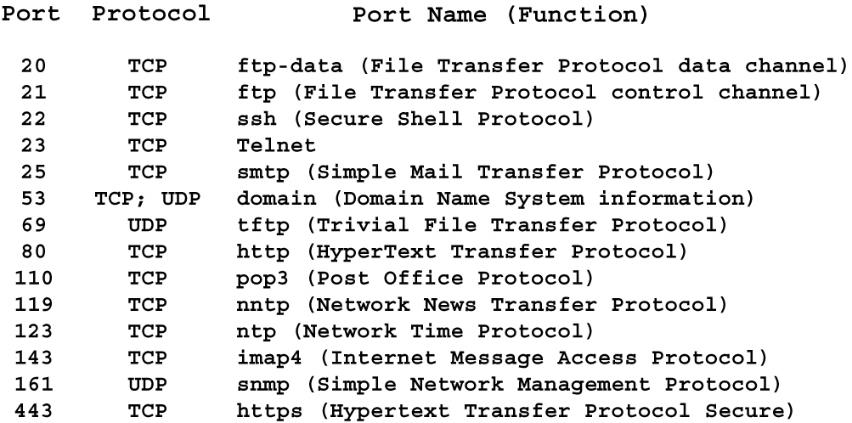 Port Protocol Port Name (Function)
20 TCP ftp-data (File Transfer Protocol data channel)
21 TCP ftp (File Transfer Protocol control channel)
22 TCP ssh (Secure Shell Protocol)
23 TCP Telnet
25 TCP smtp (Simple Mail Transfer Protocol)
53 TCP; UDP domain (Domain Name System information)
69 UDP tftp (Trivial File Transfer Protocol)
80 TCP http (HyperText Transfer Protocol)
110 TCP pop3 (Post Office Protocol)
119 TCP nntp (Network News Transfer Protocol)
123 TCP ntp (Network Time Protocol)
143 TCP imap4 (Internet Message Access Protocol)
161 UDP snmp (Simple Network Management Protocol)
443 TCP https (Hypertext Transfer Protocol Secure)